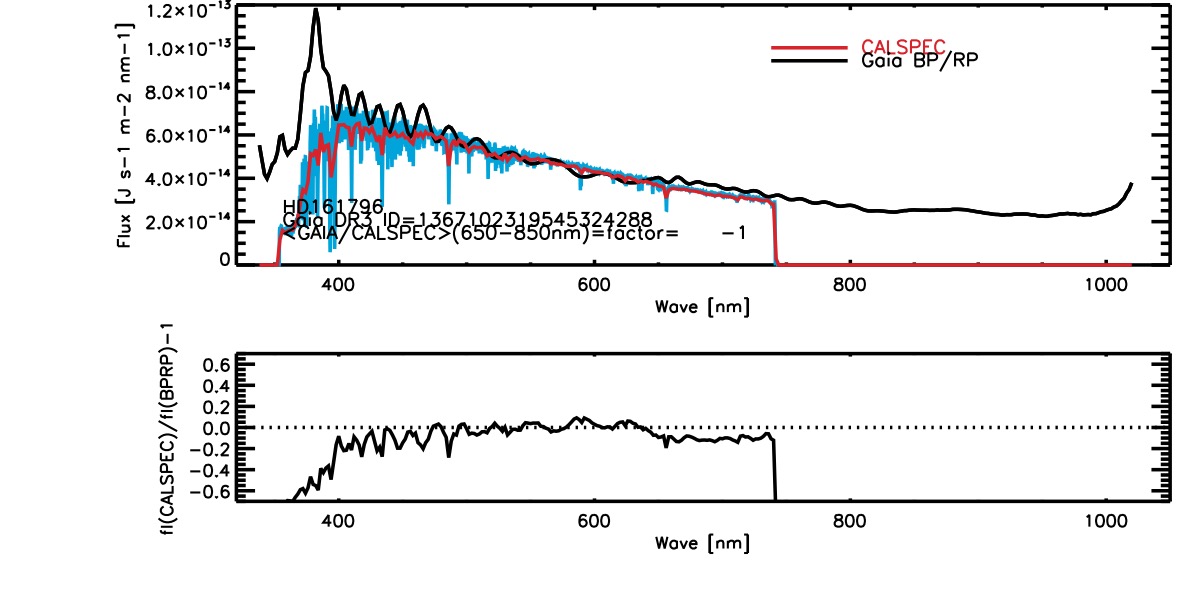 1.2×10−13
1.0×10−13
8.0×10−14
6.0×10−14
4.0×10−14
2.0×10−14
0
Flux [J s−1 m−2 nm−1]
CALSPEC
Gaia BP/RP
HD161796
Gaia DR3 ID=1367102319545324288
<GAIA/CALSPEC>(650−850nm)=factor= −1
400 600 800 1000
Wave [nm]
fl(CALSPEC)/fl(BPRP)−1
0.6
0.4
0.2
0.0
−0.2
−0.4
−0.6
400 600 800 1000
Wave [nm]